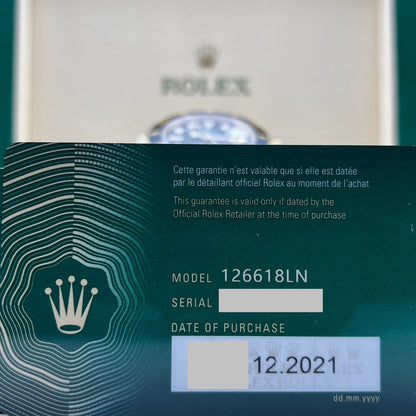 ROLEX
Cette garantie n'est valable que si elle est datée
par le détaillant officiel Rolex au moment de l'achat
This guarantee is valid only if dated by the
Official Rolex Retailer at the time of purchase
MODEL 126618LN
SERIAL
DATE OF PURCHASE
12.2021
ROLEX ROLEX
dd.mm.yyyy